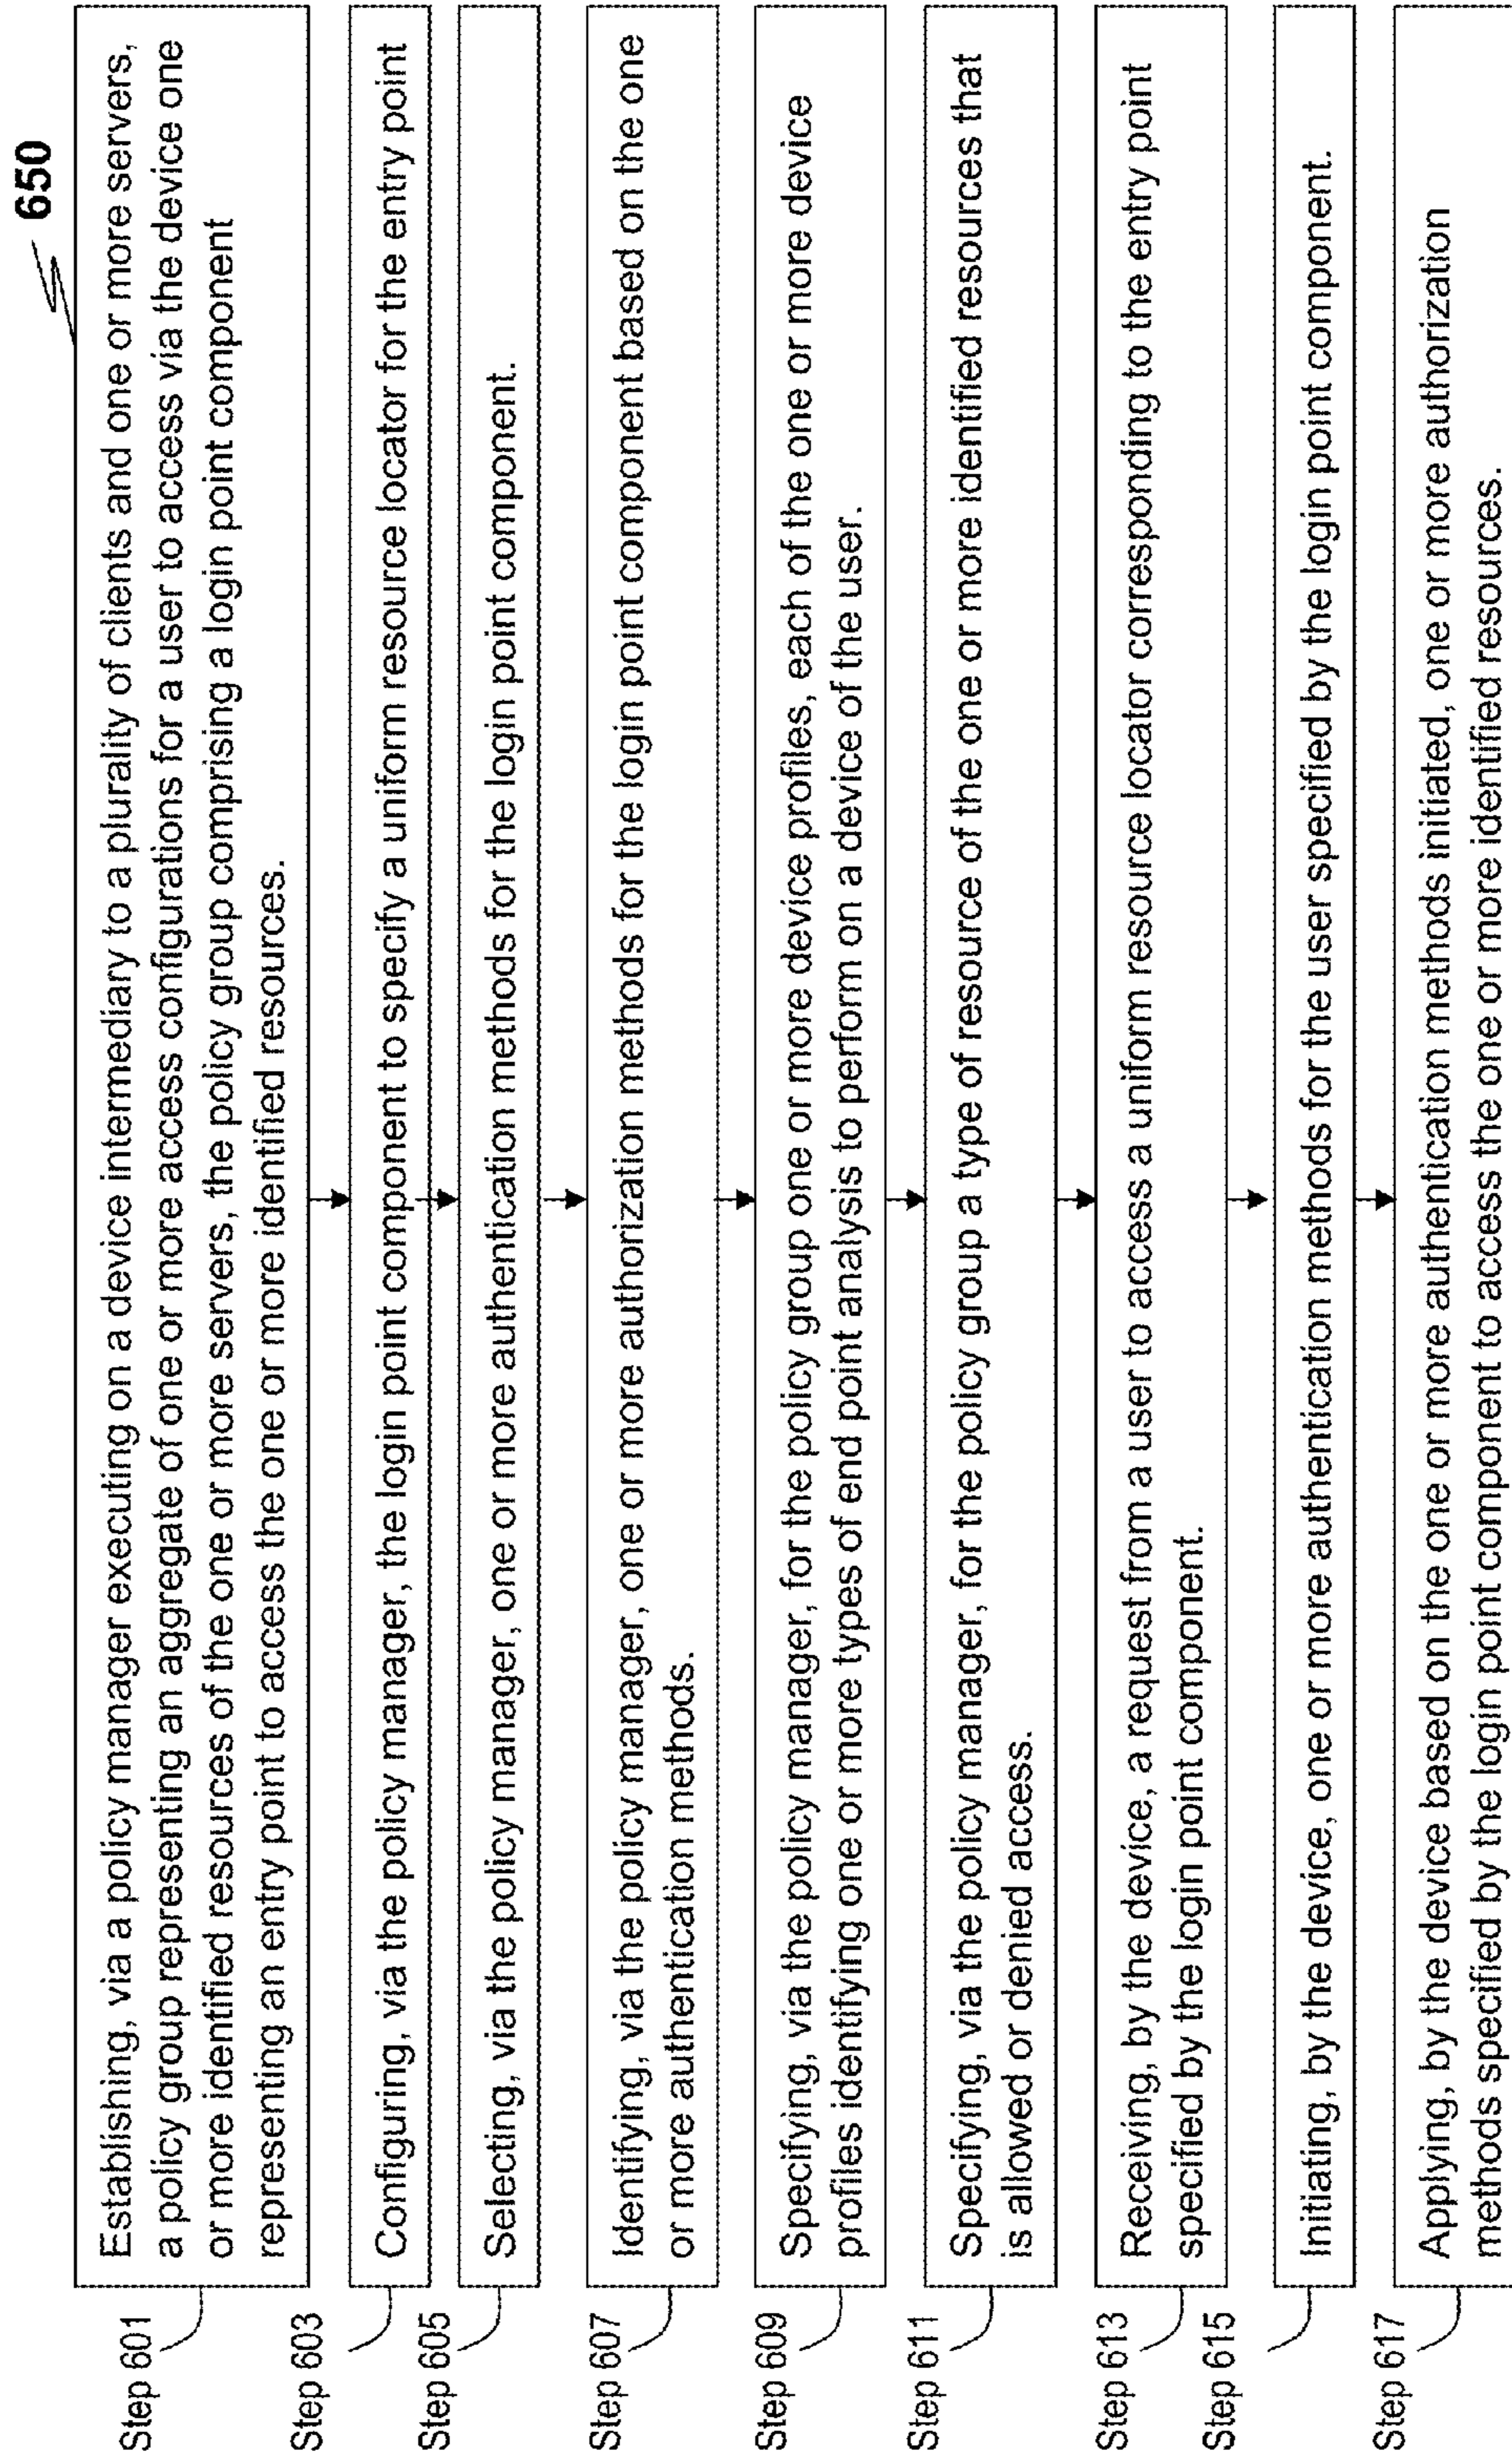 650
Step 601
Establishing, via a policy manager executing on a device intermediary to a plurality of clients and one or more servers,
a policy group representing an aggregate of one or more access configurations for a user to access via the device one
or more identified resources of the one or more servers, the policy group comprising a login point component
representing an entry point to access the one or more identified resources.
Step 603
Configuring, via the policy manager, the login point component to specify a uniform resource locator for the entry point
Step 605
Selecting, via the policy manager, one or more authentication methods for the login point component.
Step 607
Identifying, via the policy manager, one or more authorization methods for the login point component based on the one
or more authentication methods.
Step 609
Specifying, via the policy manager, for the policy group one or more device profiles, each of the one or more device
profiles identifying one or more types of end point analysis to perform on a device of the user.
Step 611
Specifying, via the policy manager, for the policy group a type of resource of the one or more identified resources that
is allowed or denied access.
Step 613
Receiving, by the device, a request from a user to access a uniform resource locator corresponding to the entry point
specified by the login point component.
Step 615
Initiating, by the device, one or more authentication methods for the user specified by the login point component.
Step 617
Applying, by the device based on the one or more authentication methods initiated, one or more authorization
methods specified by the login point component to access the one or more identified resources.